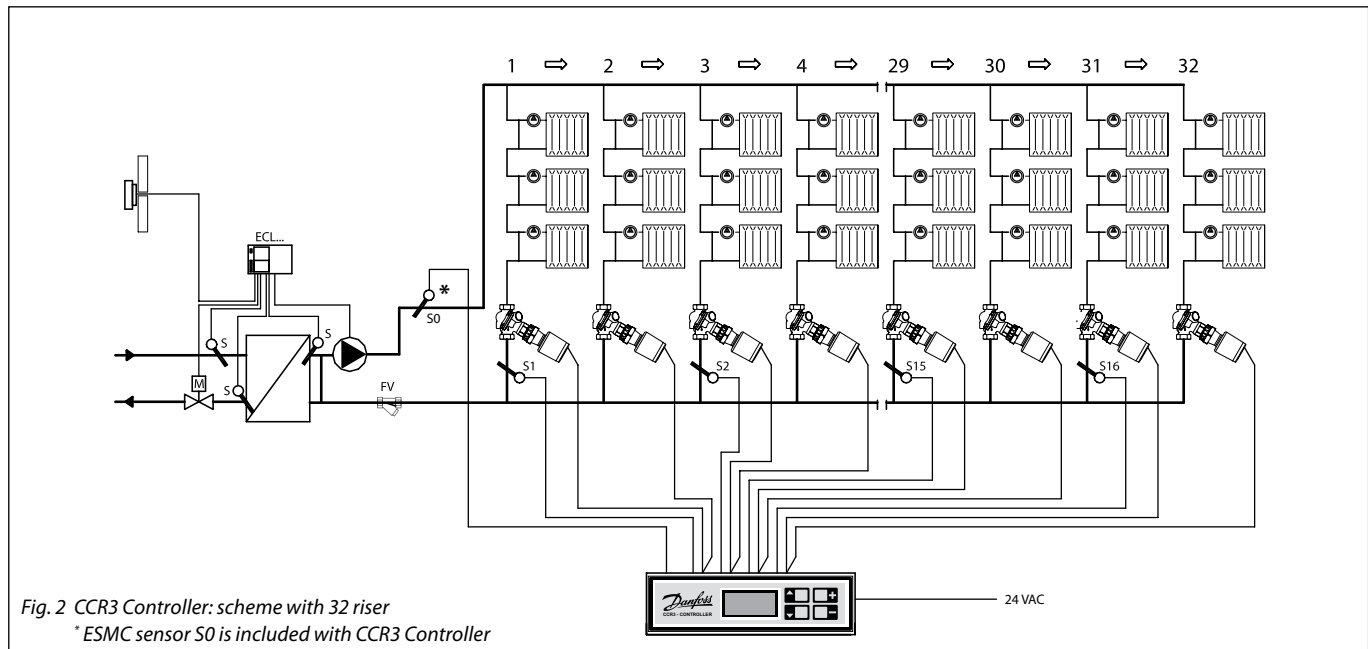 1 ⇨ 2 ⇨ 3 ⇨ 4 ⇨ 29 ⇨ 30 ⇨ 31 ⇨ 32
ECL...
*
S0
S
S
S
M
FV
S1
S2
S15
S16
Danfoss
CCR3 - CONTROLLER
+
−
24 VAC
Fig. 2 CCR3 Controller: scheme with 32 riser
* ESMC sensor S0 is included with CCR3 Controller